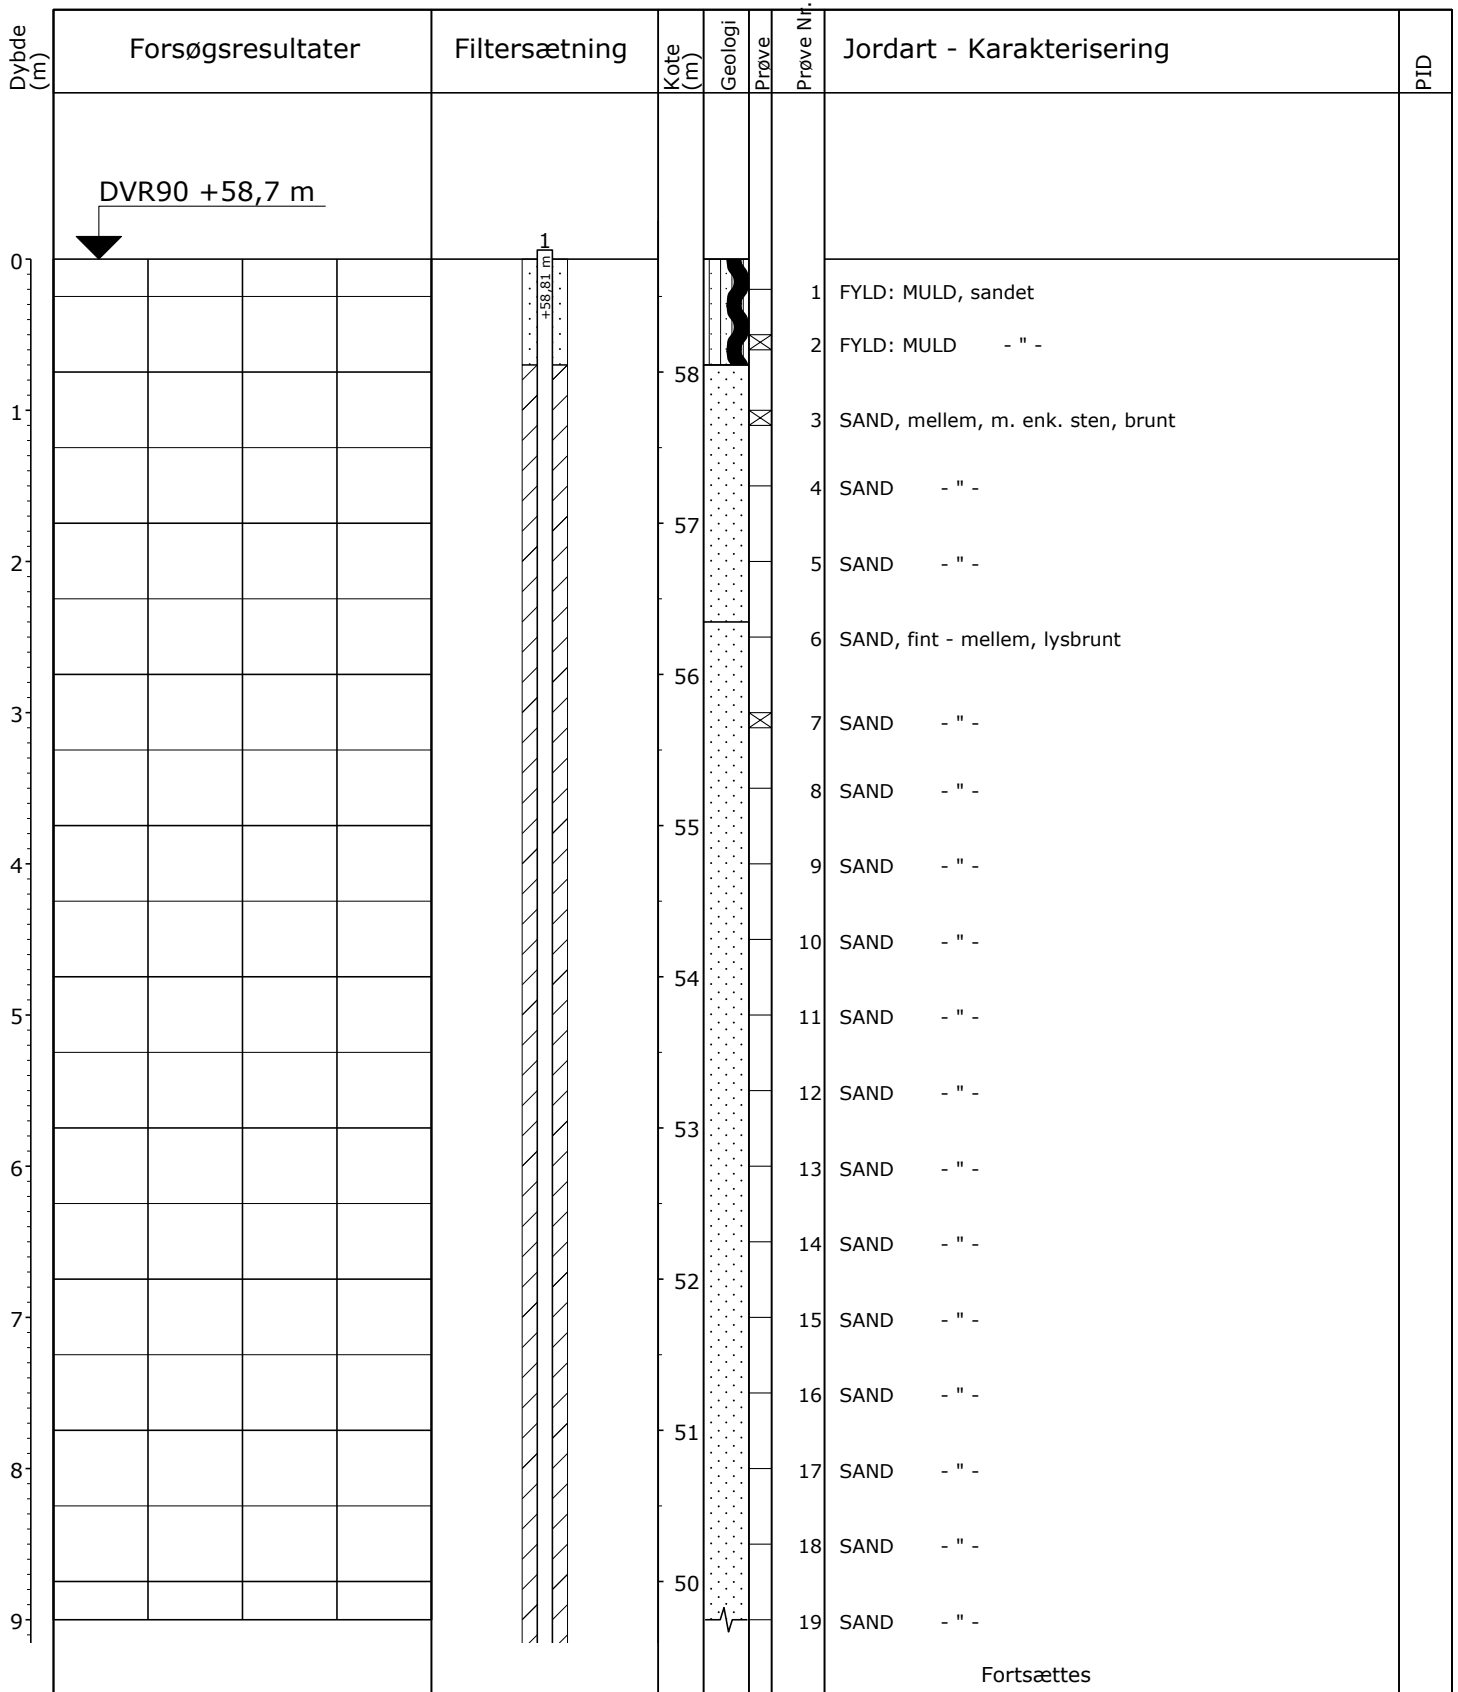 Dybde (m)
Forsøgsresultater
Filtersætning
Kote (m)
Geologi
Prøve
Prøve Nr.
Jordart - Karakterisering
PID
DVR90 +58,7 m
1
+58,81 m
0
1 FYLD: MULD, sandet
2 FYLD: MULD - " -
58
1
3 SAND, mellem, m. enk. sten, brunt
4 SAND - " -
57
2
5 SAND - " -
6 SAND, fint - mellem, lysbrunt
56
3
7 SAND - " -
8 SAND - " -
55
4
9 SAND - " -
10 SAND - " -
54
5
11 SAND - " -
12 SAND - " -
53
6
13 SAND - " -
14 SAND - " -
52
7
15 SAND - " -
16 SAND - " -
51
8
17 SAND - " -
18 SAND - " -
50
9
19 SAND - " -
Fortsættes